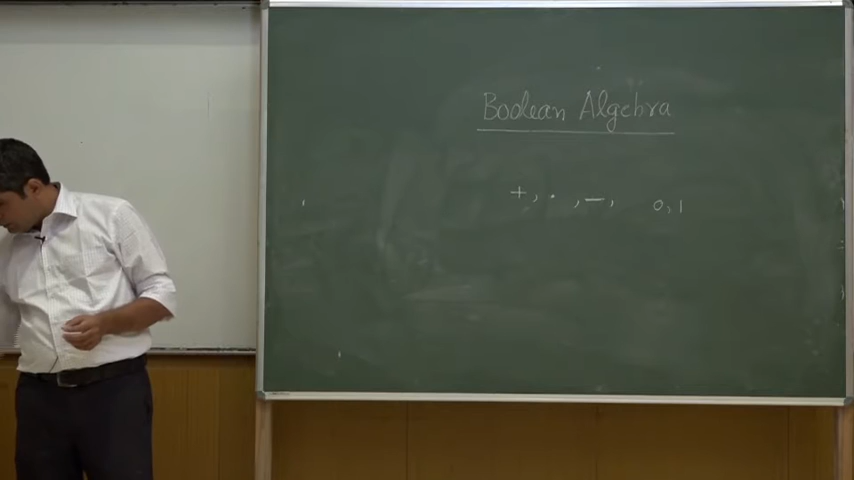 Boolean Algebra
+, . , —, 0,1